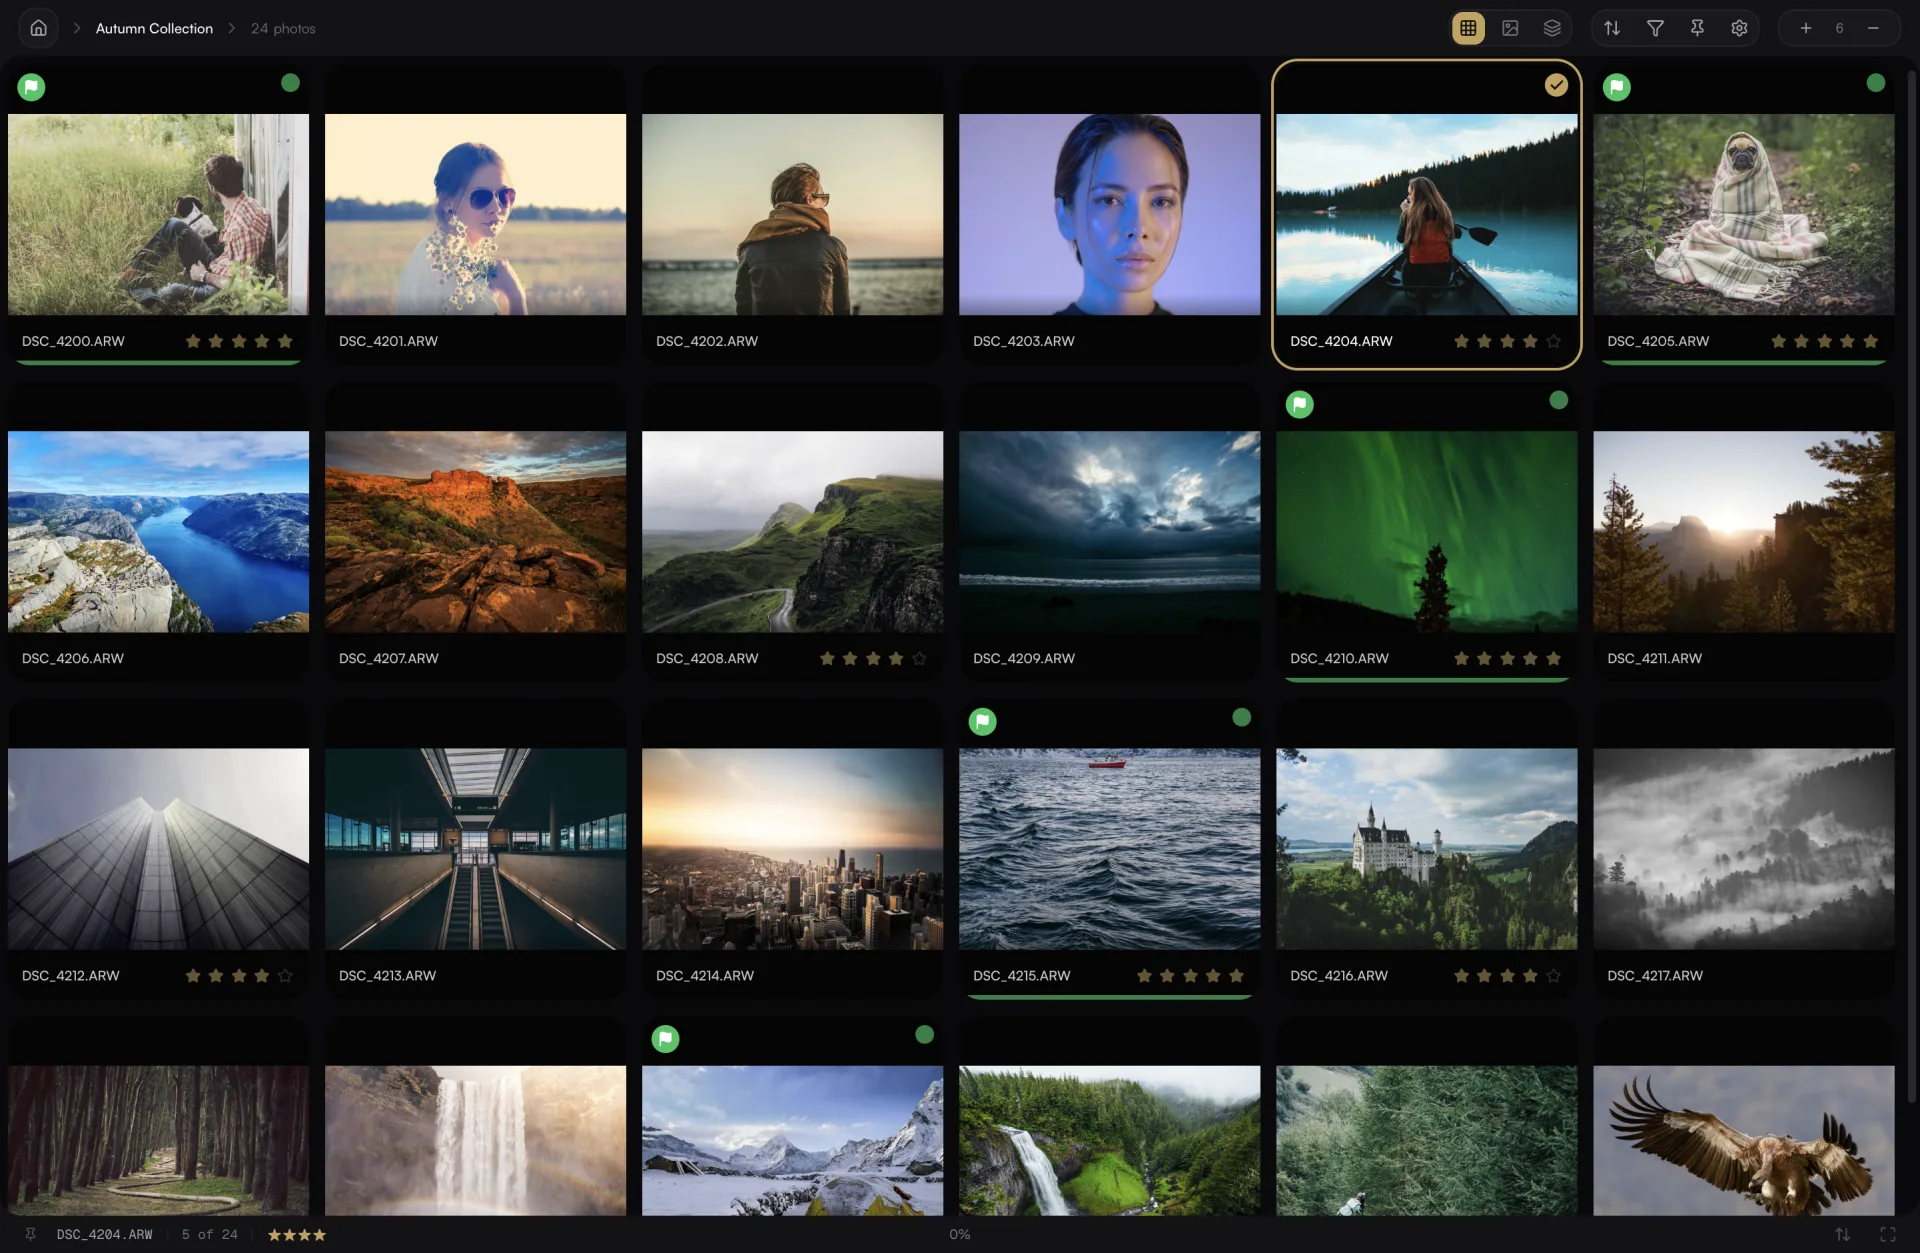 Autumn Collection 24 photos 6
DSC_4200.ARW
DSC_4201.ARW
DSC_4202.ARW
DSC_4203.ARW
DSC_4204.ARW
DSC_4205.ARW
DSC_4206.ARW
DSC_4207.ARW
DSC_4208.ARW
DSC_4209.ARW
DSC_4210.ARW
DSC_4211.ARW
DSC_4212.ARW
DSC_4213.ARW
DSC_4214.ARW
DSC_4215.ARW
DSC_4216.ARW
DSC_4217.ARW
DSC_4204.ARW 5 of 24 0%